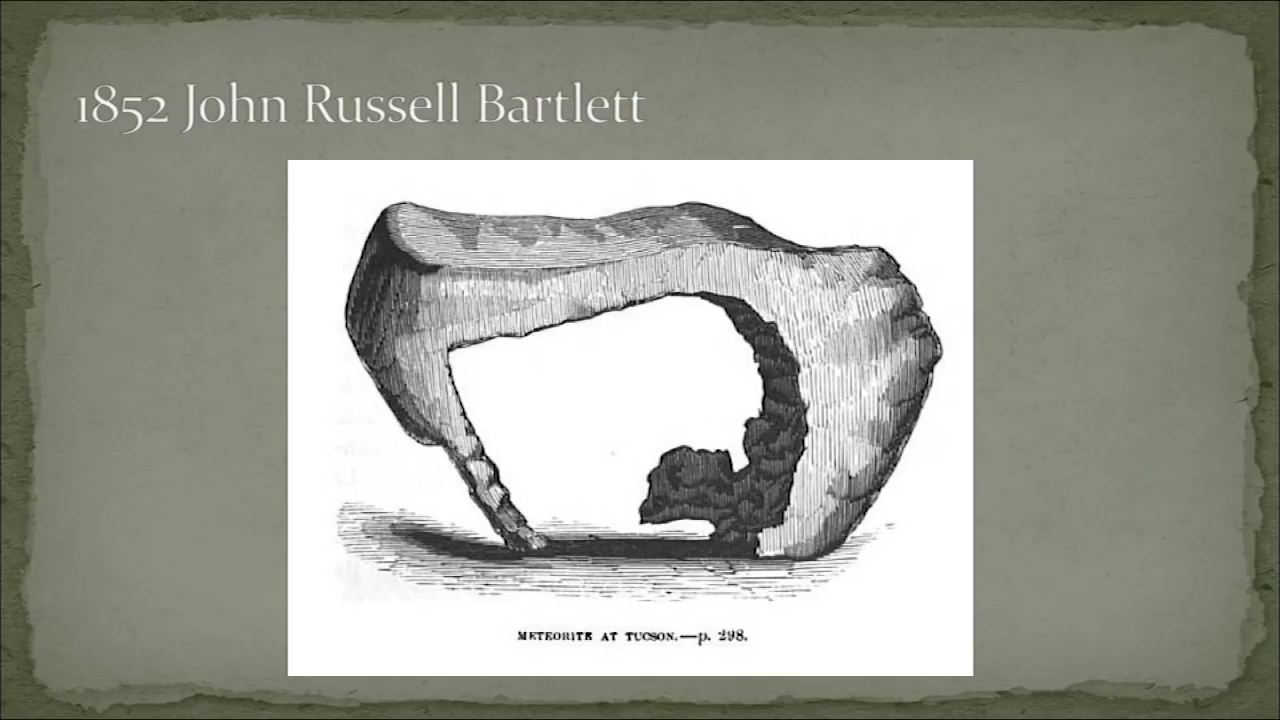 1852 John Russell Bartlett
METEORITE AT TUCSON.—p. 298.